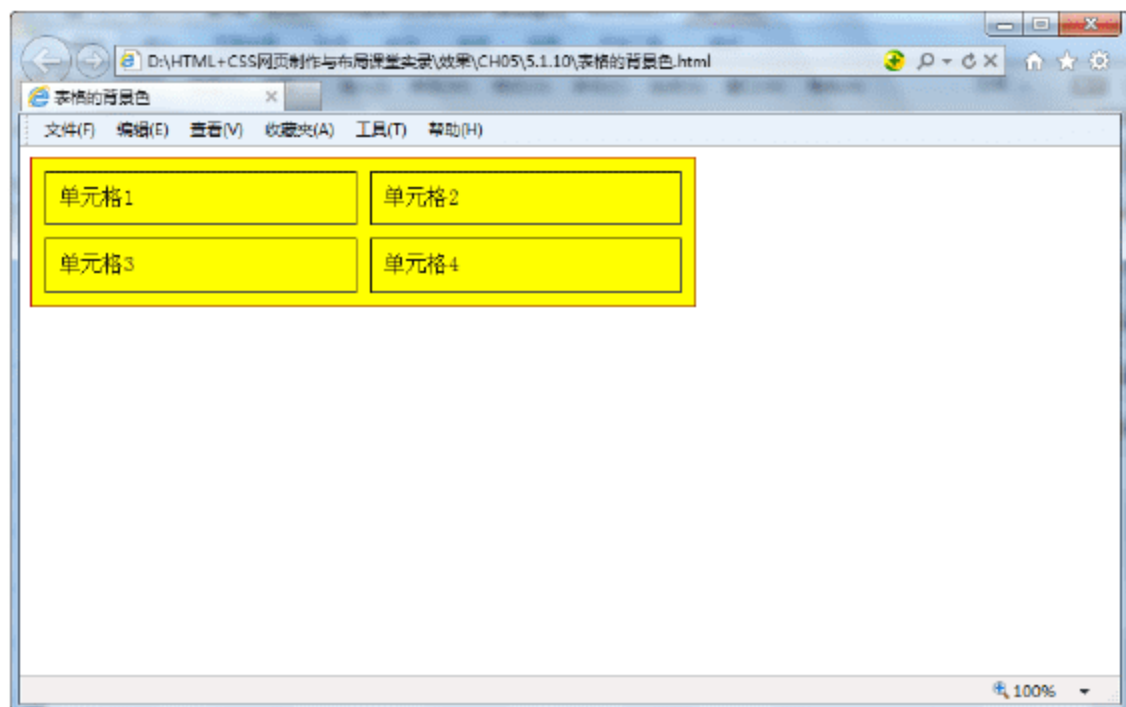 D:\HTML+CSS网页制作与布局课堂实录\效果\CH05\5.1.10\表格的背景色.html
表格的背景色
文件(F) 编辑(E) 查看(V) 收藏夹(A) 工具(T) 帮助(H)
单元格1 单元格2
单元格3 单元格4
100%